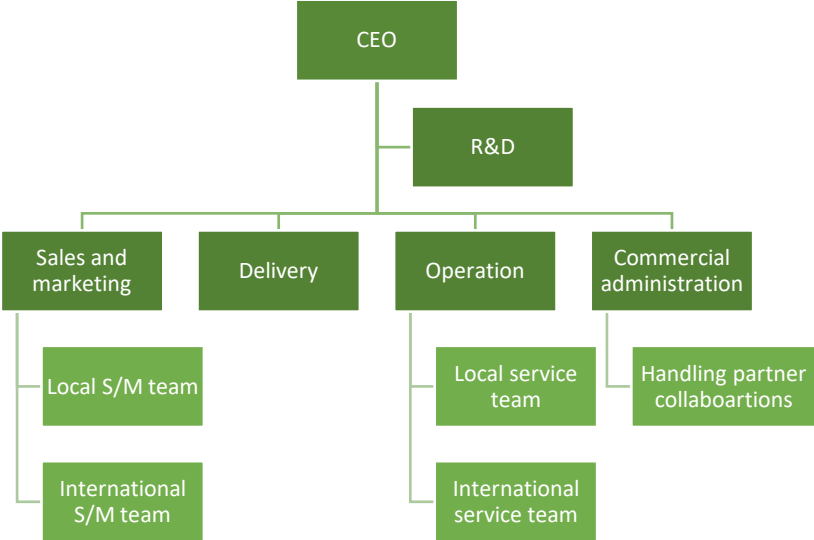 CEO
R&D
Sales and
marketing
Delivery
Operation
Commercial
administration
Local S/M team
Local service
team
Handling partner
collaboartions
International
S/M team
International
service team